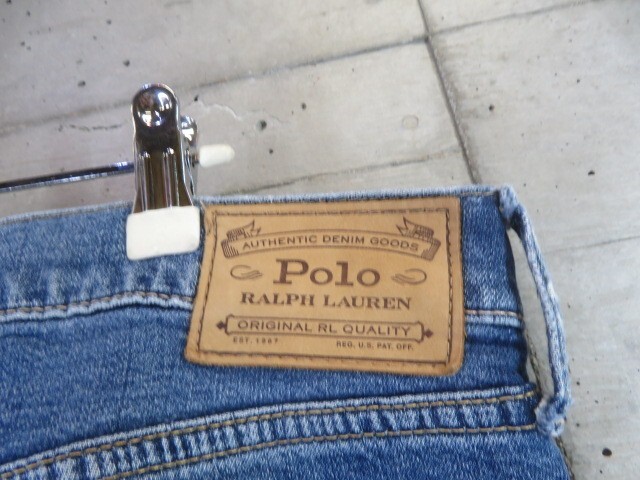 AUTHENTIC DENIM GOODS
Polo
RALPH LAUREN
ORIGINAL RL QUALITY
EST. 1967 REG. U.S. PAT. OFF.